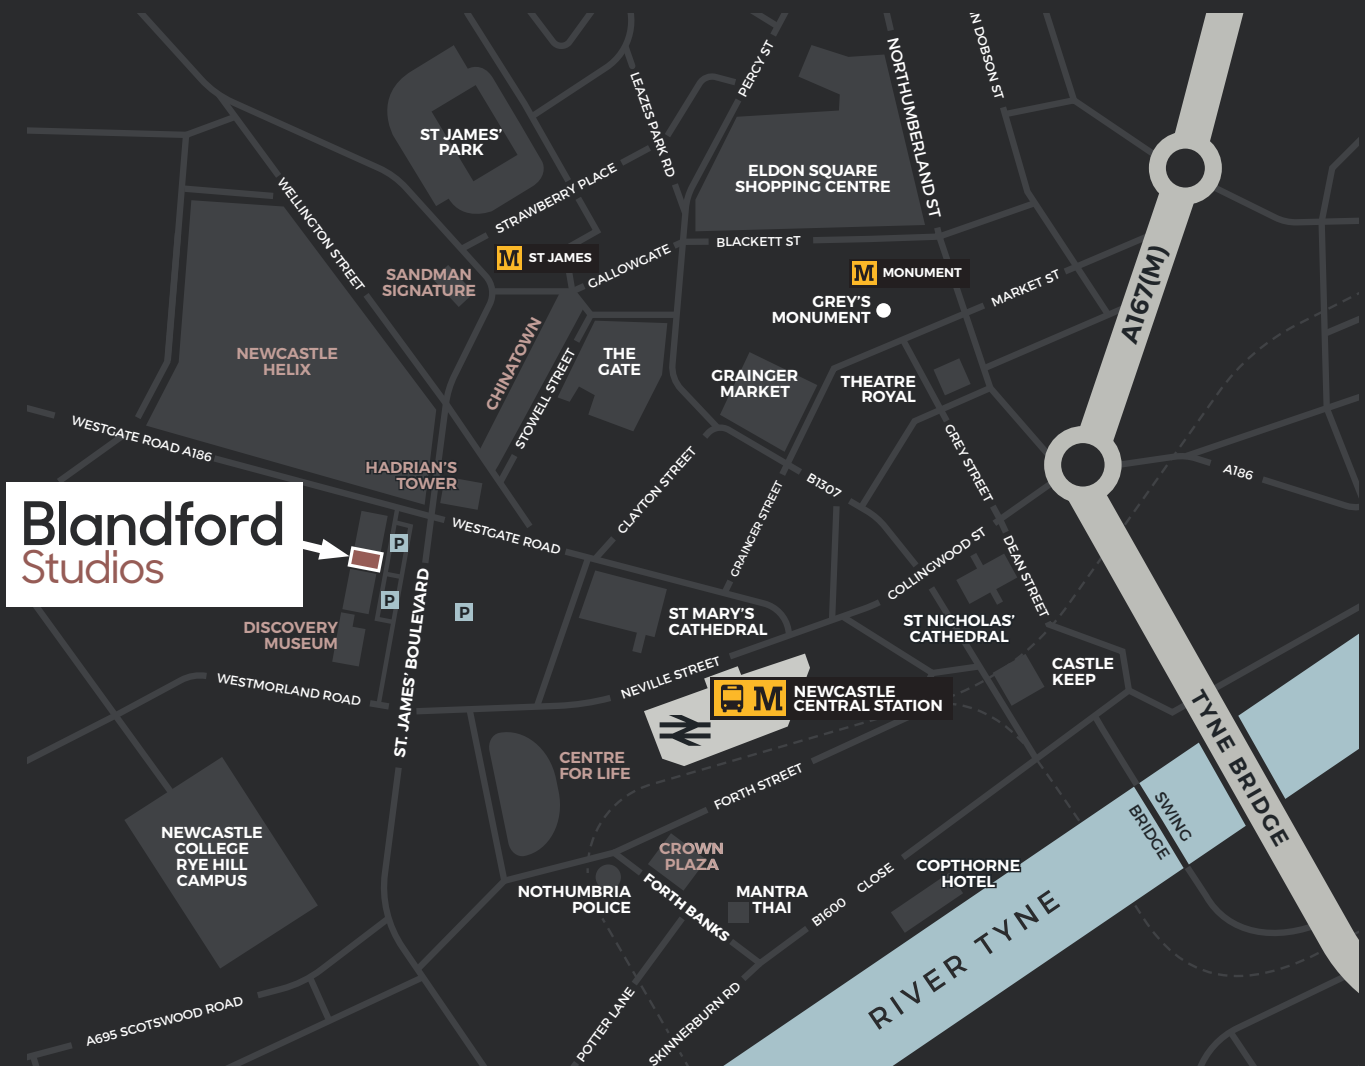 N DOBSON ST
NORTHUMBERLAND ST
PERCY ST
LEAZES PARK RD
ST JAMES'
PARK
ELDON SQUARE
SHOPPING CENTRE
STRAWBERRY PLACE
WELLINGTON STREET
BLACKETT ST
M ST JAMES
GALLOWGATE
SANDMAN
SIGNATURE
M MONUMENT
MARKET ST
GREY'S
MONUMENT
A167(M)
CHINATOWN
STOWELL STREET
THE
GATE
NEWCASTLE
HELIX
GRAINGER
MARKET
THEATRE
ROYAL
WESTGATE ROAD A186
HADRIAN'S
TOWER
CLAYTON STREET
B1307
GREY STREET
A186
Blandford
Studios
P
WESTGATE ROAD
GRAINGER STREET
COLLINGWOOD ST
DEAN STREET
P
P
ST. JAMES' BOULEVARD
DISCOVERY
MUSEUM
ST MARY'S
CATHEDRAL
ST NICHOLAS'
CATHEDRAL
CASTLE
KEEP
WESTMORLAND ROAD
NEVILLE STREET
M NEWCASTLE
CENTRAL STATION
TYNE BRIDGE
CENTRE
FOR LIFE
FORTH STREET
SWING
BRIDGE
NEWCASTLE
COLLEGE
RYE HILL
CAMPUS
CROWN
PLAZA
COPTHORNE
HOTEL
NOTHUMBRIA
POLICE
FORTH BANKS
MANTRA
THAI
B1600 CLOSE
RIVER TYNE
A695 SCOTSWOOD ROAD
POTTER LANE
SKINNERBURN RD